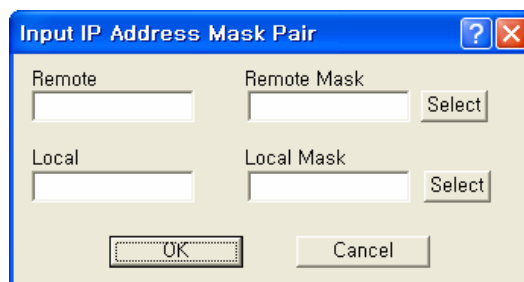 Input IP Address Mask Pair
Remote Remote Mask
Select
Local Local Mask
Select
OK Cancel